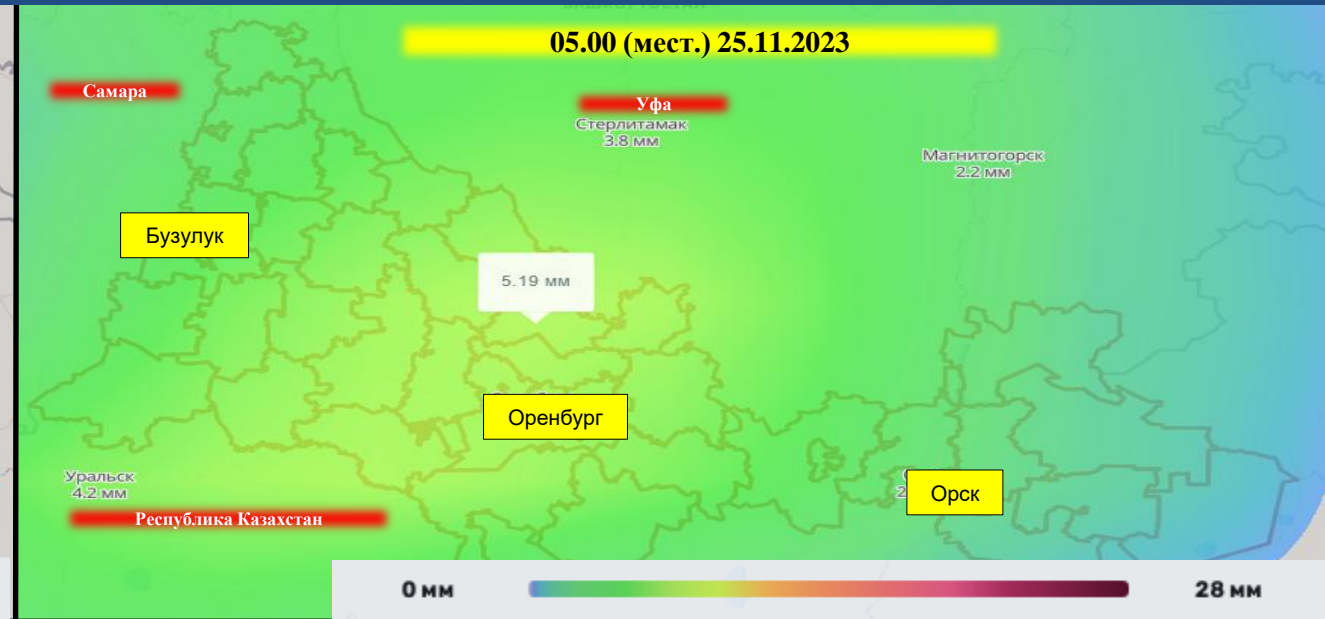 05.00 (мест.) 25.11.2023
Самара
Уфа
Стерлитамак
3.8 мм
Магнитогорск
2.2 мм
Бузулук
5.19 мм
Оренбург
Уральск
4.2 мм
Орск
Республика Казахстан
0 мм
28 мм